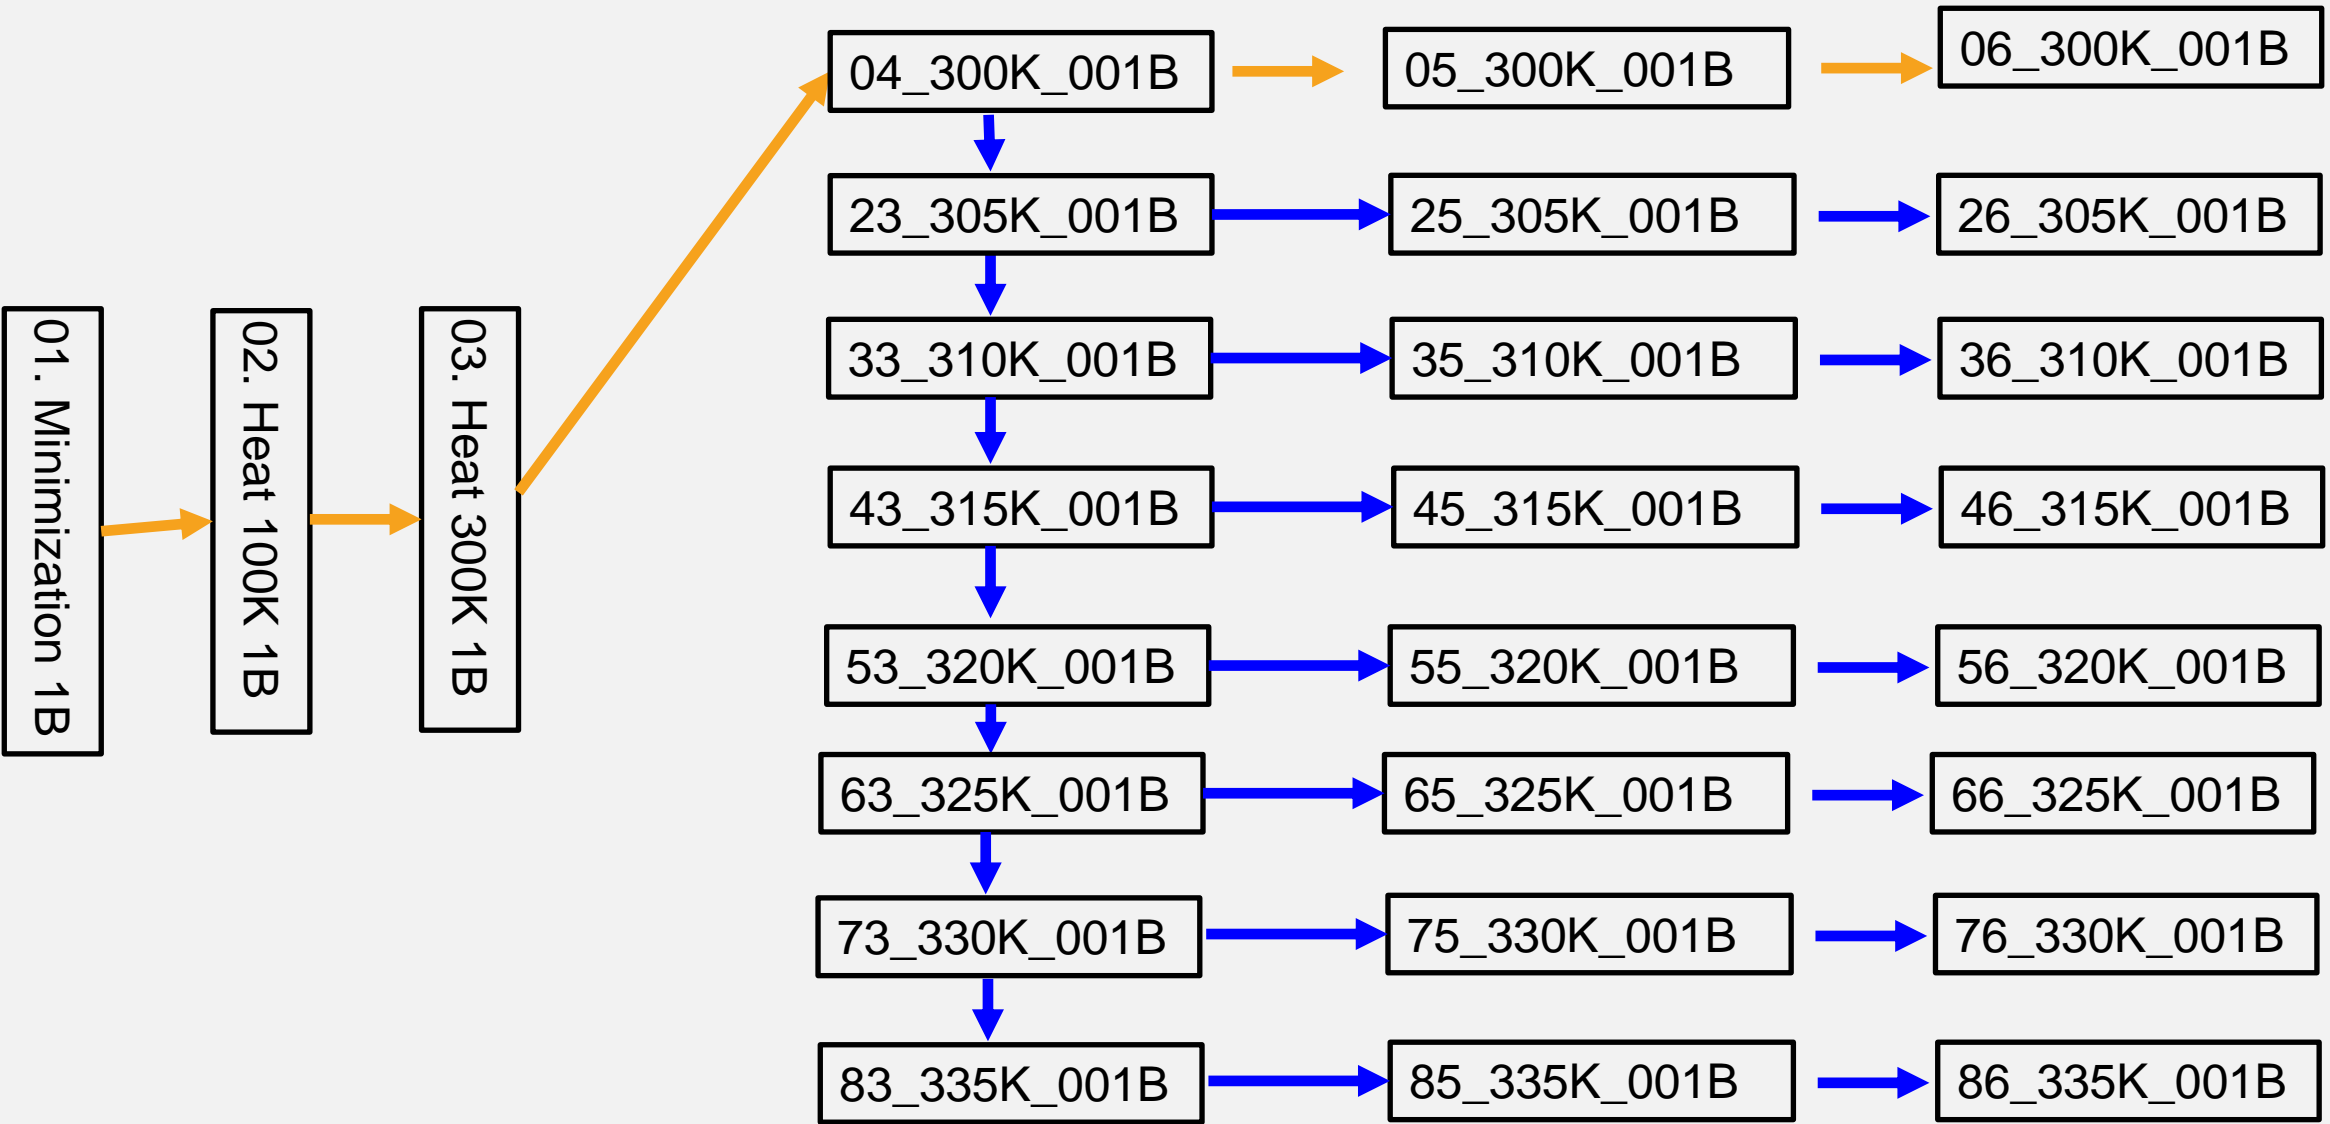 01. Minimization 1B
02. Heat 100K 1B
03. Heat 300K 1B
04_300K_001B
05_300K_001B
06_300K_001B
23_305K_001B
25_305K_001B
26_305K_001B
33_310K_001B
35_310K_001B
36_310K_001B
43_315K_001B
45_315K_001B
46_315K_001B
53_320K_001B
55_320K_001B
56_320K_001B
63_325K_001B
65_325K_001B
66_325K_001B
73_330K_001B
75_330K_001B
76_330K_001B
83_335K_001B
85_335K_001B
86_335K_001B